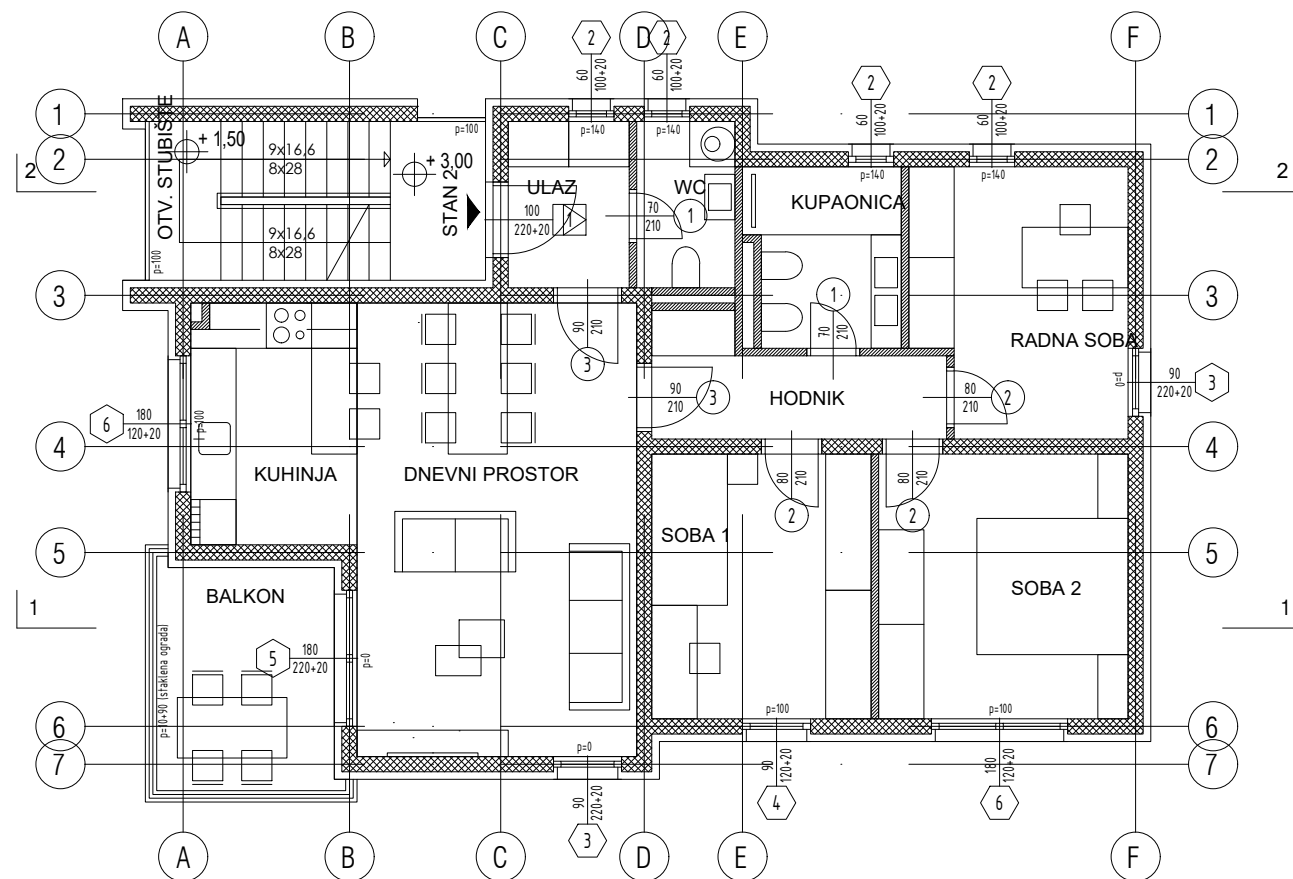 A
B
C
D
E
F
2
60
100+20
2
60
100+20
2
60
100+20
2
60
100+20
1
1
p=100
p=140
p=140
p=140
p=140
OTV. STUBIŠTE
+ 1,50
9x16,6
8x28
+ 3,00
STAN 2
ULAZ
WC
KUPAONICA
2
2
2
2
100
220+20
1
70
210
1
9x16,6
8x28
p=100
3
3
90
210
3
1
70
210
RADNA SOBA
p=0
90
220+20
3
90
210
3
HODNIK
80
210
2
6
180
120+20
p=100
4
4
KUHINJA
DNEVNI PROSTOR
80
210
2
80
210
2
SOBA 1
SOBA 2
5
5
BALKON
1
1
p=10+90 (staklena ograda)
5
180
220+20
p=0
p=100
p=100
6
6
7
7
p=0
90
220+20
3
90
120+20
4
180
120+20
6
A
B
C
D
E
F